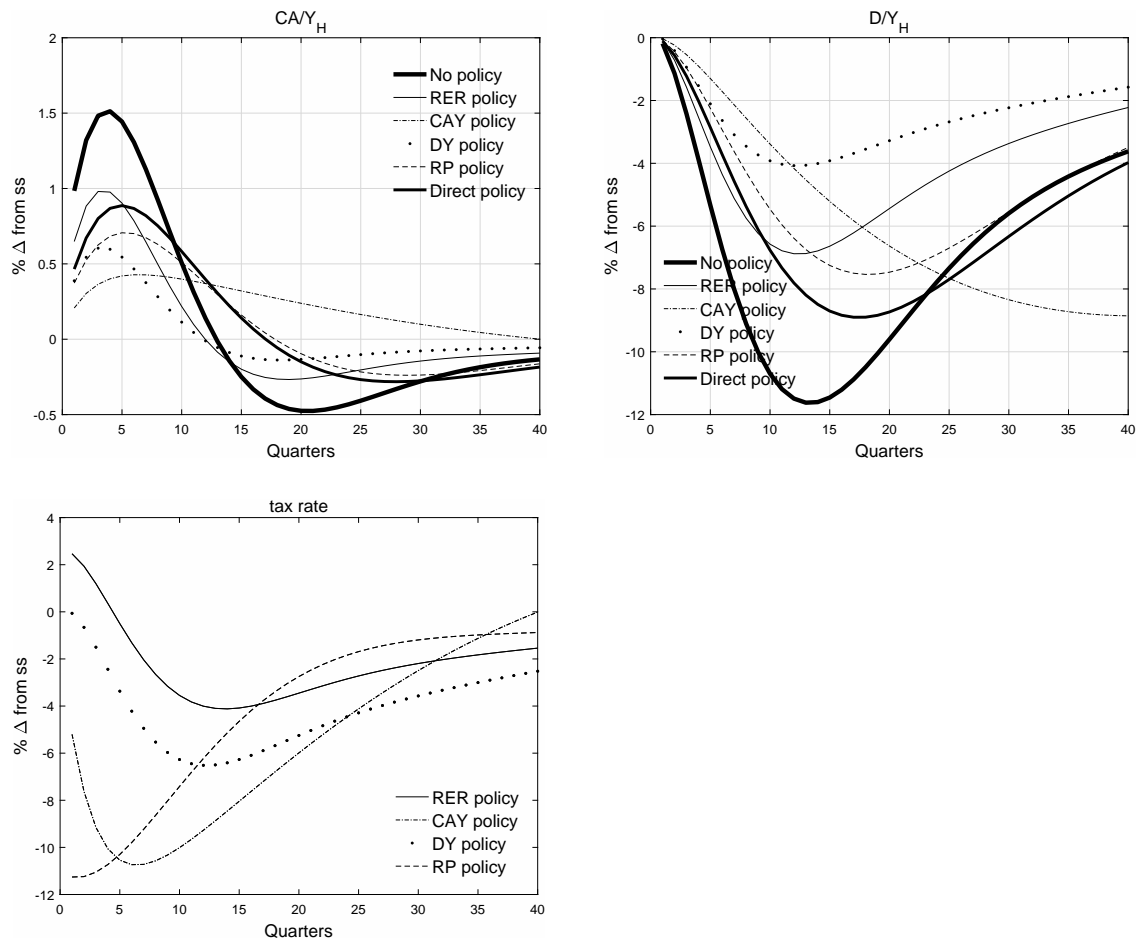 CA/Y_H
2
1.5
1
0.5
0
-0.5
% Δ from ss
No policy
RER policy
CAY policy
DY policy
RP policy
Direct policy
0 5 10 15 20 25 30 35 40
Quarters
D/Y_H
0
-2
-4
-6
-8
-10
-12
% Δ from ss
No policy
RER policy
CAY policy
DY policy
RP policy
Direct policy
0 5 10 15 20 25 30 35 40
Quarters
tax rate
4
2
0
-2
-4
-6
-8
-10
-12
% Δ from ss
RER policy
CAY policy
DY policy
RP policy
0 5 10 15 20 25 30 35 40
Quarters